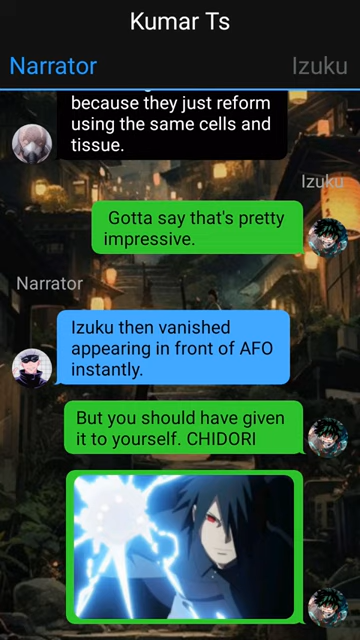 Kumar Ts
Narrator
Izuku
because they just reform
using the same cells and
tissue.
Izuku
Gotta say that's pretty
impressive.
Narrator
Izuku then vanished
appearing in front of AFO
instantly.
But you should have given
it to yourself. CHIDORI